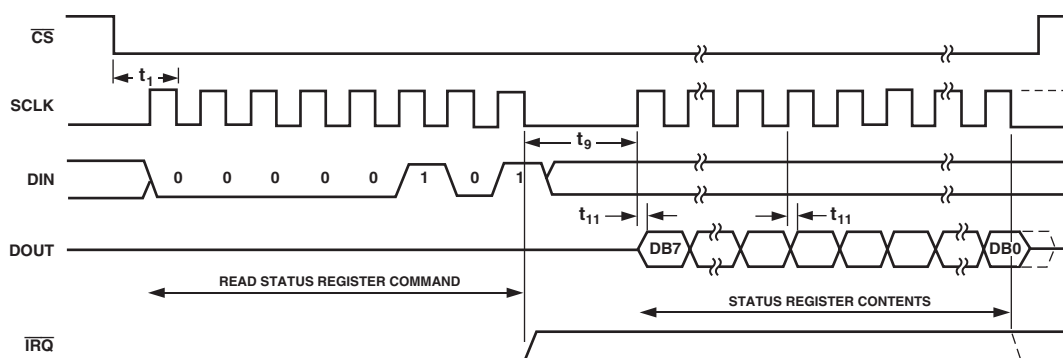 CS
t1
SCLK
t9
DIN 0 0 0 0 0 1 0 1
t11 t11
DOUT DB7 DB0
READ STATUS REGISTER COMMAND STATUS REGISTER CONTENTS
IRQ